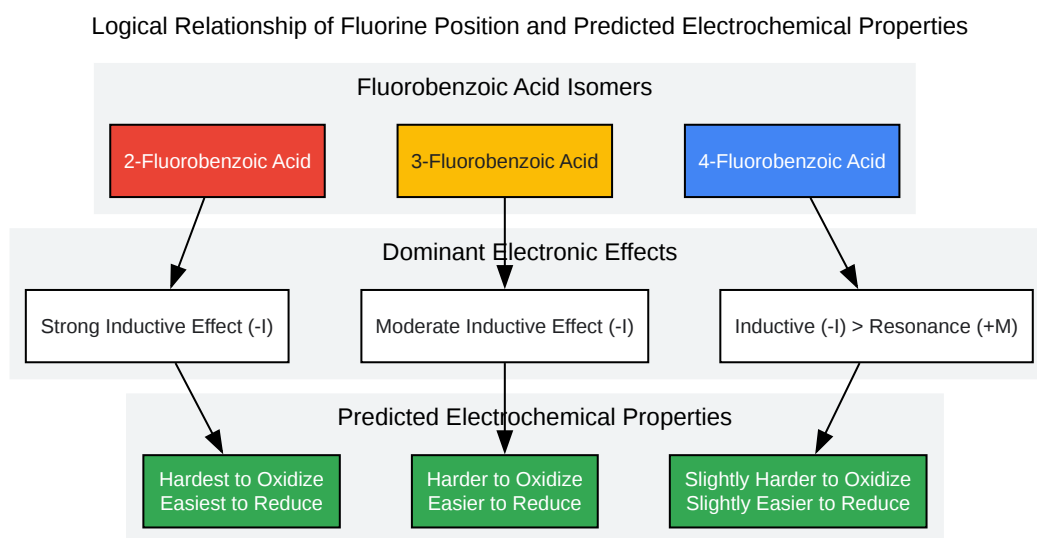 Logical Relationship of Fluorine Position and Predicted Electrochemical Properties
Fluorobenzoic Acid Isomers
2-Fluorobenzoic Acid
3-Fluorobenzoic Acid
4-Fluorobenzoic Acid
Dominant Electronic Effects
Strong Inductive Effect (-I)
Moderate Inductive Effect (-I)
Inductive (-I) > Resonance (+M)
Predicted Electrochemical Properties
Hardest to Oxidize
Easiest to Reduce
Harder to Oxidize
Easier to Reduce
Slightly Harder to Oxidize
Slightly Easier to Reduce